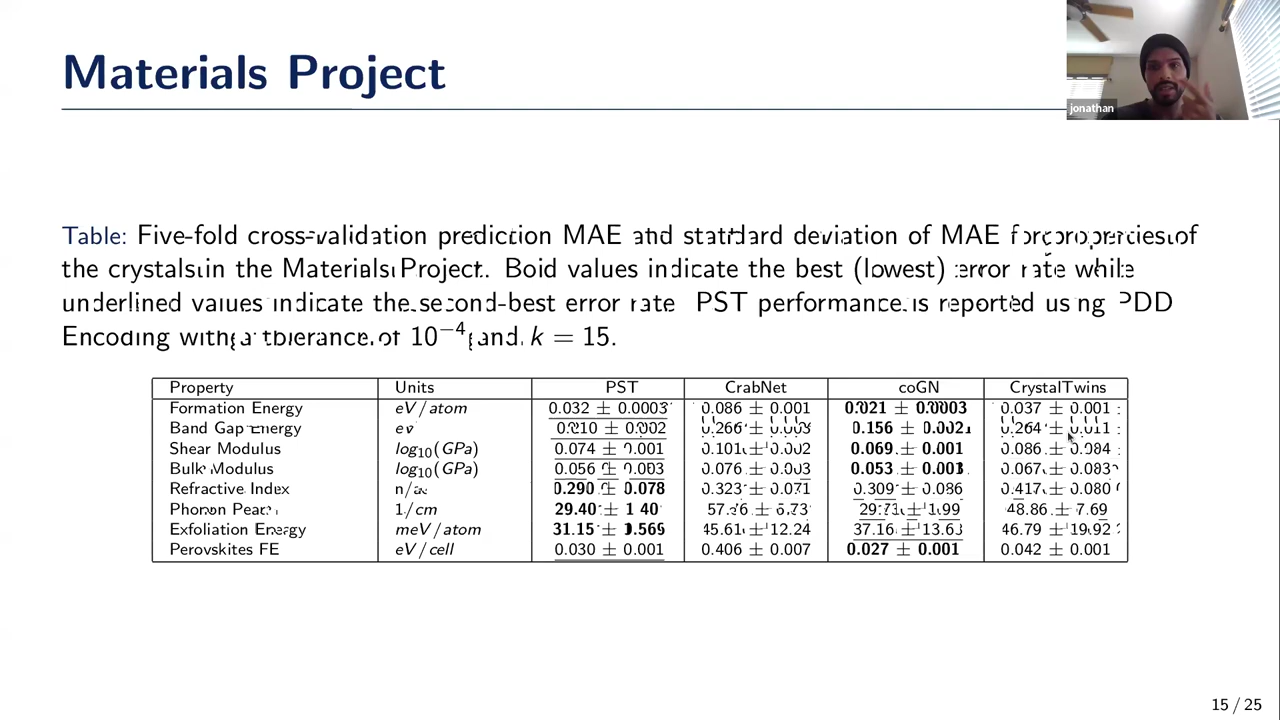 Materials Project
jonathan
Table: Five-fold cross-validation prediction MAE and standard deviation of MAE for properties of
the crystals in the Materials Project. Bold values indicate the best (lowest) error rate while
underlined values indicate the second-best error rate PST performance is reported using PDD
Encoding with a tolerance of 10⁻⁴ and k = 15.
Property Units PST CrabNet coGN CrystalTwins
Formation Energy eV/atom 0.032 ± 0.0003 0.086 ± 0.001 0.021 ± 0.0003 0.037 ± 0.001
Band Gap Energy eV 0.210 ± 0.002 0.266 ± 0.003 0.156 ± 0.002 0.264 ± 0.011
Shear Modulus log₁₀(GPa) 0.074 ± 0.001 0.101 ± 0.002 0.069 ± 0.001 0.086 ± 0.084
Bulk Modulus log₁₀(GPa) 0.056 ± 0.003 0.076 ± 0.003 0.053 ± 0.003 0.067 ± 0.083
Refractive Index n/a 0.290 ± 0.078 0.323 ± 0.071 0.309 ± 0.086 0.417 ± 0.080
Phonon Peak 1/cm 29.40 ± 1.40 ± 29.73 ± 1.99 48.86 ± 7.69
Exfoliation Energy meV/atom 31.15 ± 45.61 ± 12.24 37.16 ± 13.63 46.79 ± 19.92
Perovskites FE eV/cell 0.030 ± 0.001 0.406 ± 0.007 0.027 ± 0.001 0.042 ± 0.001
15 / 25